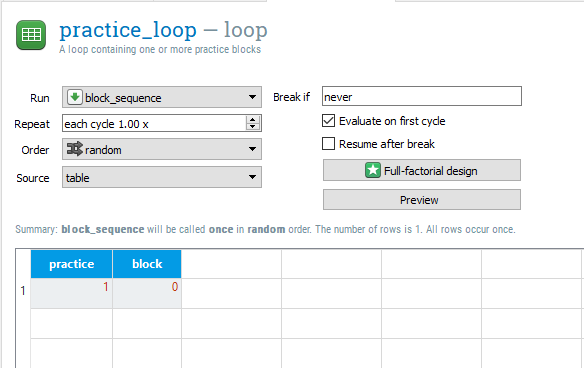 practice_loop — loop
A loop containing one or more practice blocks
Run block_sequence Break if never
Repeat each cycle 1.00 x Evaluate on first cycle
Order random Resume after break
Source table Full-factorial design
Preview
Summary: block_sequence will be called once in random order. The number of rows is 1. All rows occur once.
practice block
1 1 0